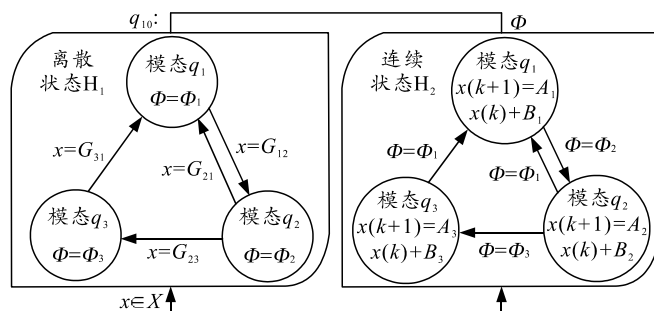 q₁₀:
Φ
离散
状态H₁
模态q₁
Φ=Φ₁
x=G₃₁
x=G₂₁
x=G₁₂
模态q₃
Φ=Φ₃
x=G₂₃
模态q₂
Φ=Φ₂
x∈X
连续
状态H₂
模态q₁
x(k+1)=A₁
x(k)+B₁
Φ=Φ₁
Φ=Φ₁
Φ=Φ₂
模态q₃
x(k+1)=A₃
x(k)+B₃
Φ=Φ₃
模态q₂
x(k+1)=A₂
x(k)+B₂